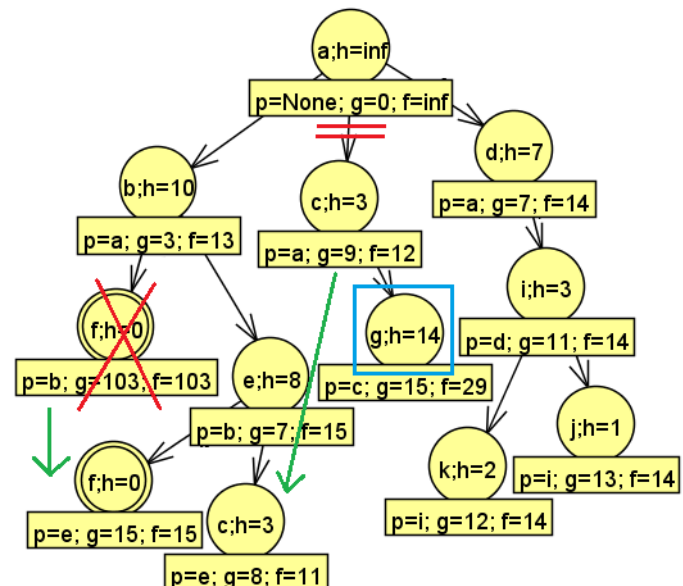 a;h=inf
p=None; g=0; f=inf
d;h=7
p=a; g=7; f=14
b;h=10
p=a; g=3; f=13
c;h=3
p=a; g=9; f=12
i;h=3
p=d; g=11; f=14
f;h=0
p=b; g=103, f=103
g;h=14
p=c; g=15; f=29
e;h=8
p=b; g=7; f=15
j;h=1
p=i; g=13; f=14
k;h=2
p=i; g=12; f=14
f;h=0
p=e; g=15; f=15
c;h=3
p=e; g=8; f=11